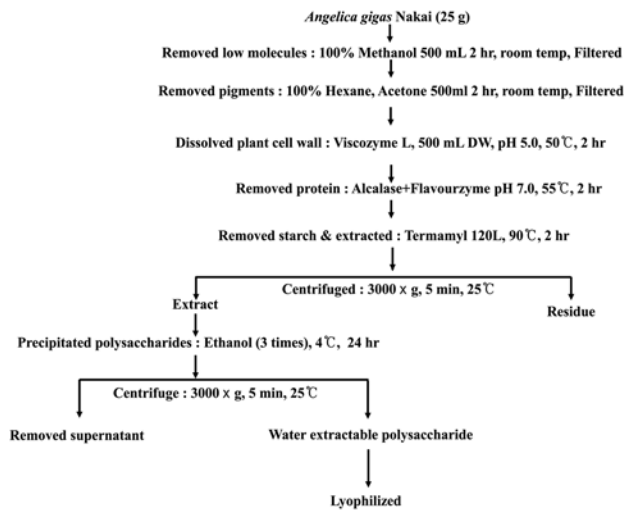 Angelica gigas Nakai (25 g)
Removed low molecules : 100% Methanol 500 mL 2 hr, room temp, Filtered
Removed pigments : 100% Hexane, Acetone 500ml 2 hr, room temp, Filtered
Dissolved plant cell wall : Viscozyme L, 500 mL DW, pH 5.0, 50℃, 2 hr
Removed protein : Alcalase+Flavourzyme pH 7.0, 55℃, 2 hr
Removed starch & extracted : Termamyl 120L, 90℃, 2 hr
Centrifuged : 3000 x g, 5 min, 25℃
Extract
Residue
Precipitated polysaccharides : Ethanol (3 times), 4℃, 24 hr
Centrifuge : 3000 x g, 5 min, 25℃
Removed supernatant
Water extractable polysaccharide
Lyophilized